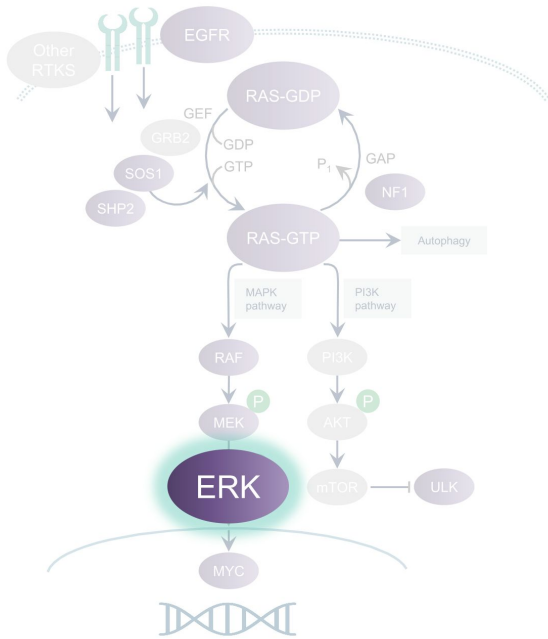 Other
RTKS
EGFR
RAS-GDP
GEF
GDP
GTP
GRB2
SOS1
SHP2
P1
GAP
NF1
RAS-GTP
Autophagy
MAPK
pathway
PI3K
pathway
RAF
PI3K
P
MEK
P
AKT
ERK
mTOR
ULK
MYC